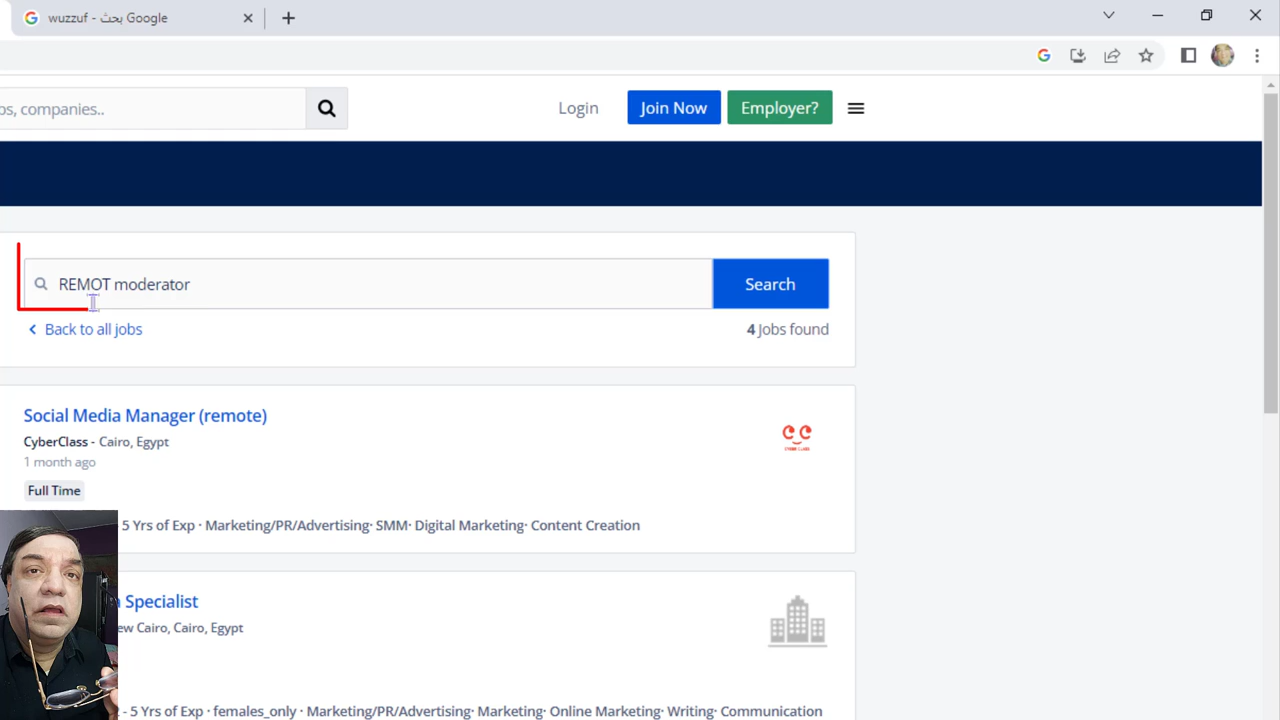 wuzzuf - بحث Google
bs, companies..
Login
Join Now
Employer?
REMOT moderator
Search
Back to all jobs
4 Jobs found
Social Media Manager (remote)
CyberClass - Cairo, Egypt
1 month ago
Full Time
5 Yrs of Exp · Marketing/PR/Advertising· SMM· Digital Marketing· Content Creation
CYBER CLASS
Specialist
ew Cairo, Cairo, Egypt
- 5 Yrs of Exp · females_only · Marketing/PR/Advertising· Marketing· Online Marketing· Writing· Communication